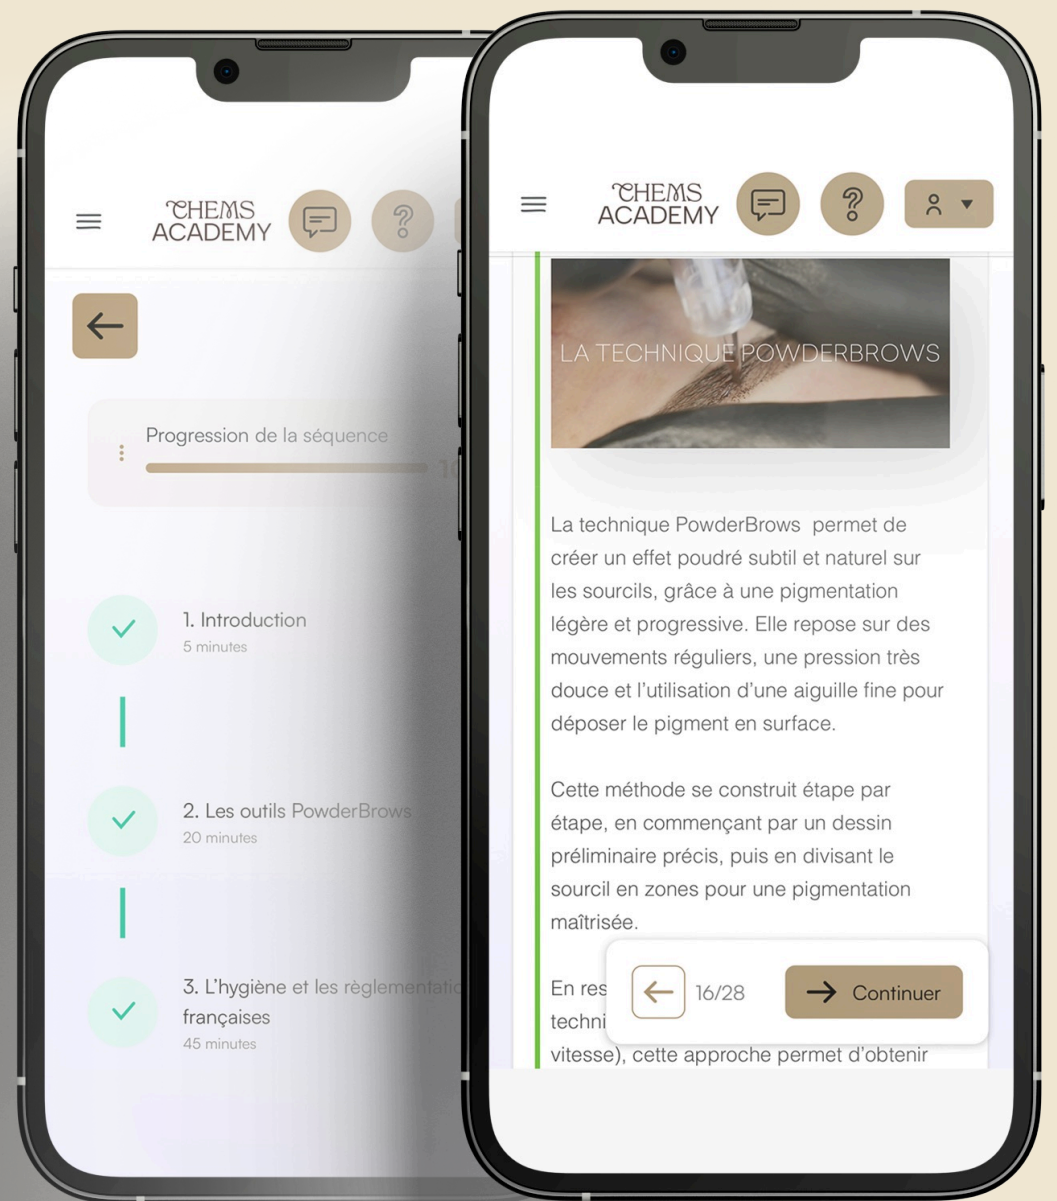 CHEMS
ACADEMY
Progression de la séquence
1. Introduction
5 minutes
2. Les outils PowderBrows
20 minutes
3. L'hygiène et les
françaises
45 minutes
CHEMS
ACADEMY
LA TECHNIQUE POWDERBROWS
La technique PowderBrows permet de
créer un effet poudré subtil et naturel sur
les sourcils, grâce à une pigmentation
légère et progressive. Elle repose sur des
mouvements réguliers, une pression très
douce et l'utilisation d'une aiguille fine pour
déposer le pigment en surface.
Cette méthode se construit étape par
étape, en commençant par un dessin
préliminaire précis, puis en divisant le
sourcil en zones pour une pigmentation
maîtrisée.
En
vitesse), cette approche permet d'obtenir
16/28
Continuer